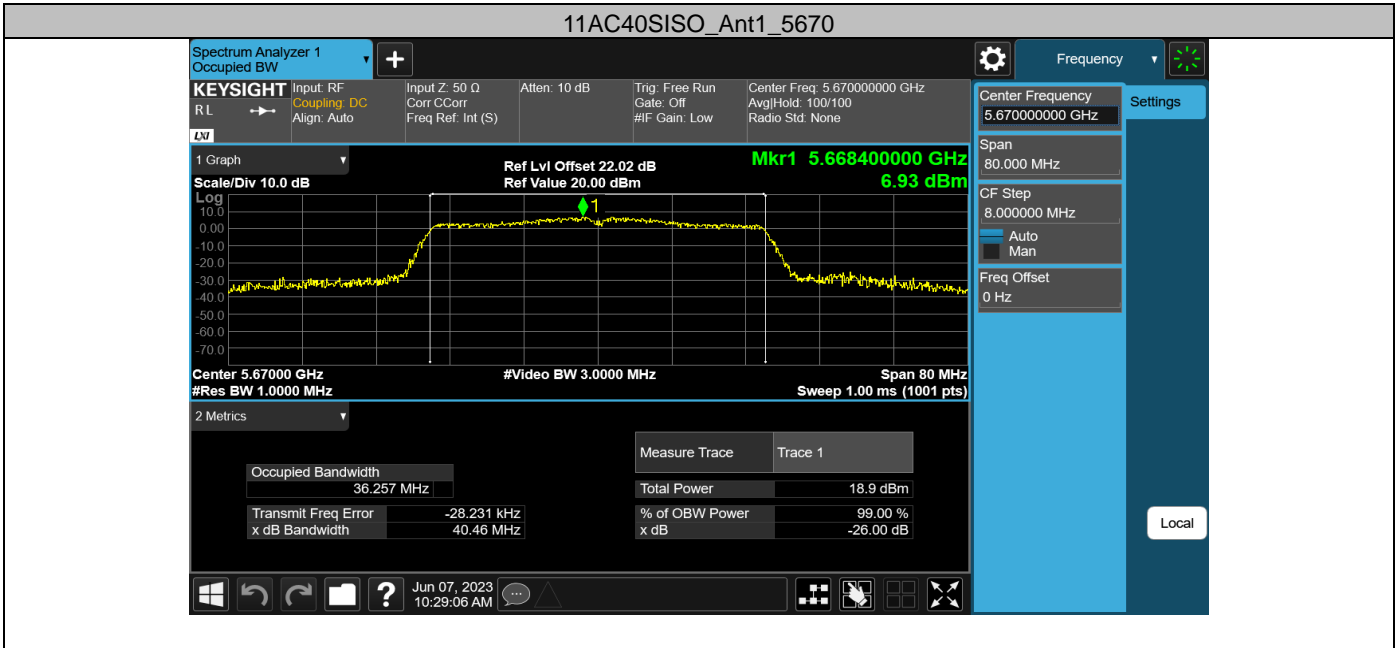 11AC40SISO_Ant1_5670
Spectrum Analyzer 1
Occupied BW
Frequency
KEYSIGHT
R L
LXI
Input: RF
Coupling: DC
Align: Auto
Input Z: 50 Ω
Corr CCorr
Freq Ref: Int (S)
Atten: 10 dB
Trig: Free Run
Gate: Off
#IF Gain: Low
Center Freq: 5.670000000 GHz
Avg|Hold: 100/100
Radio Std: None
Center Frequency
5.670000000 GHz
Settings
Span
80.000 MHz
CF Step
8.000000 MHz
Auto
Man
Freq Offset
0 Hz
Local
1 Graph
Scale/Div 10.0 dB
Ref Lvl Offset 22.02 dB
Ref Value 20.00 dBm
Mkr1 5.668400000 GHz
6.93 dBm
Log
10.0
0.00
-10.0
-20.0
-30.0
-40.0
-50.0
-60.0
-70.0
1
Center 5.67000 GHz
#Res BW 1.0000 MHz
#Video BW 3.0000 MHz
Span 80 MHz
Sweep 1.00 ms (1001 pts)
2 Metrics
Measure Trace Trace 1
Occupied Bandwidth
36.257 MHz
Total Power 18.9 dBm
Transmit Freq Error -28.231 kHz
% of OBW Power 99.00 %
x dB Bandwidth 40.46 MHz
x dB -26.00 dB
?
Jun 07, 2023
10:29:06 AM